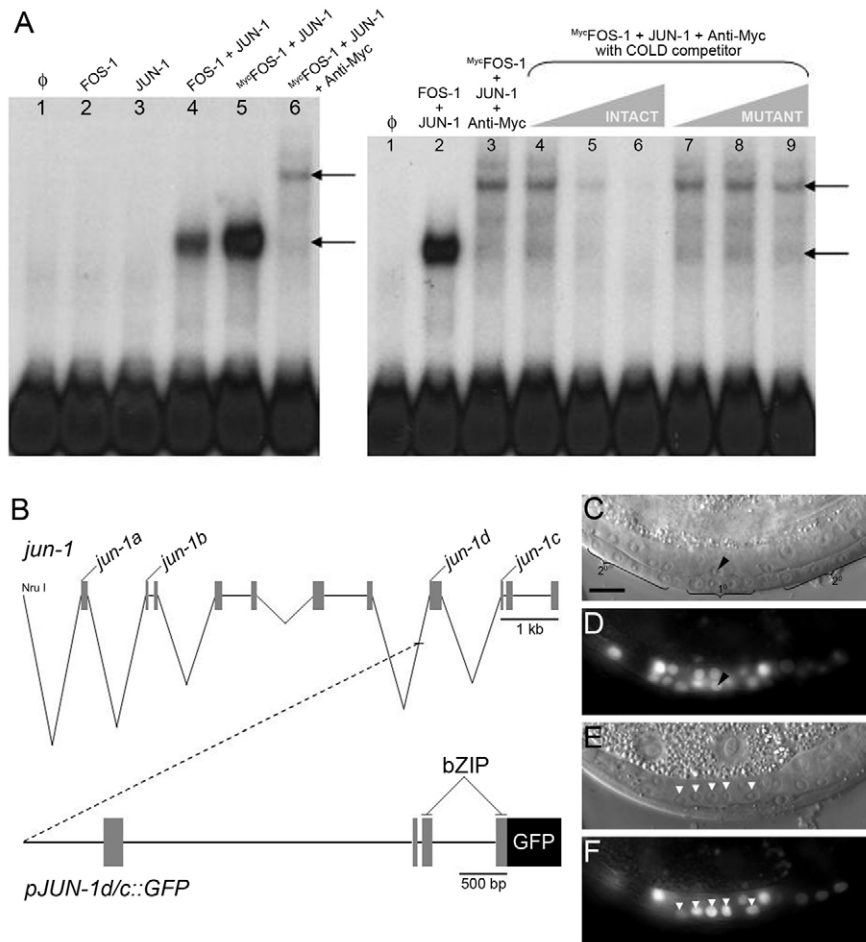 A
ϕ
FOS-1
JUN-1
FOS-1 + JUN-1
MycFOS-1 + JUN-1
MycFOS-1 + JUN-1
+ Anti-Myc
1 2 3 4 5 6
ϕ
FOS-1
+
JUN-1
MycFOS-1
+
JUN-1
+
Anti-Myc
MycFOS-1 + JUN-1 + Anti-Myc
with COLD competitor
INTACT
MUTANT
1 2 3 4 5 6 7 8 9
B
jun-1
jun-1a
jun-1b
jun-1d
jun-1c
Nru I
1 kb
bZIP
GFP
500 bp
pJUN-1d/c::GFP
C
2º
1º
2º
D
E
F